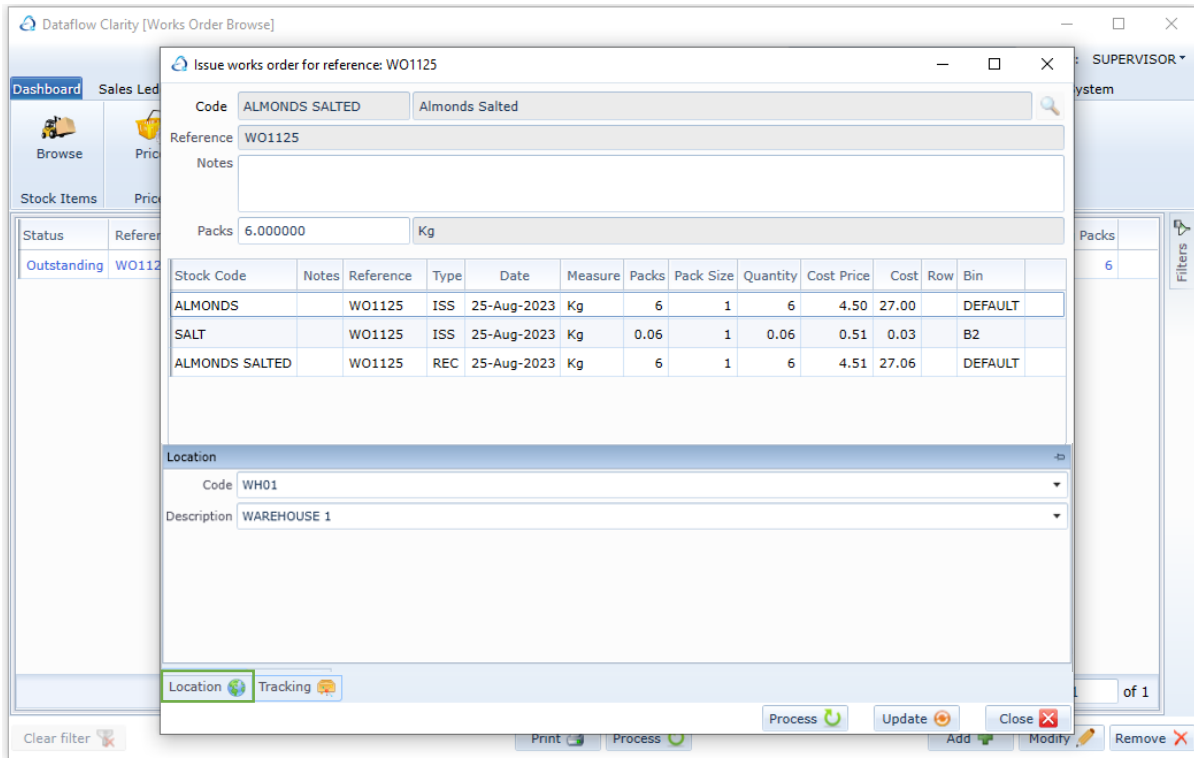 Dataflow Clarity [Works Order Browse]
: SUPERVISOR
Issue works order for reference: WO1125
Dashboard Sales Led ystem
Code ALMONDS SALTED Almonds Salted
Reference WO1125
Browse Pric
Notes
Stock Items Price
Packs 6.000000 Kg
Status Referen Packs
Filters
Outstanding WO112 6
Stock Code Notes Reference Type Date Measure Packs Pack Size Quantity Cost Price Cost Row Bin
ALMONDS WO1125 ISS 25-Aug-2023 Kg 6 1 6 4.50 27.00 DEFAULT
SALT WO1125 ISS 25-Aug-2023 Kg 0.06 1 0.06 0.51 0.03 B2
ALMONDS SALTED WO1125 REC 25-Aug-2023 Kg 6 1 6 4.51 27.06 DEFAULT
Location
Code WH01
Description WAREHOUSE 1
Location Tracking
of 1
Process Update Close
Clear filter Print Process Add Modify Remove